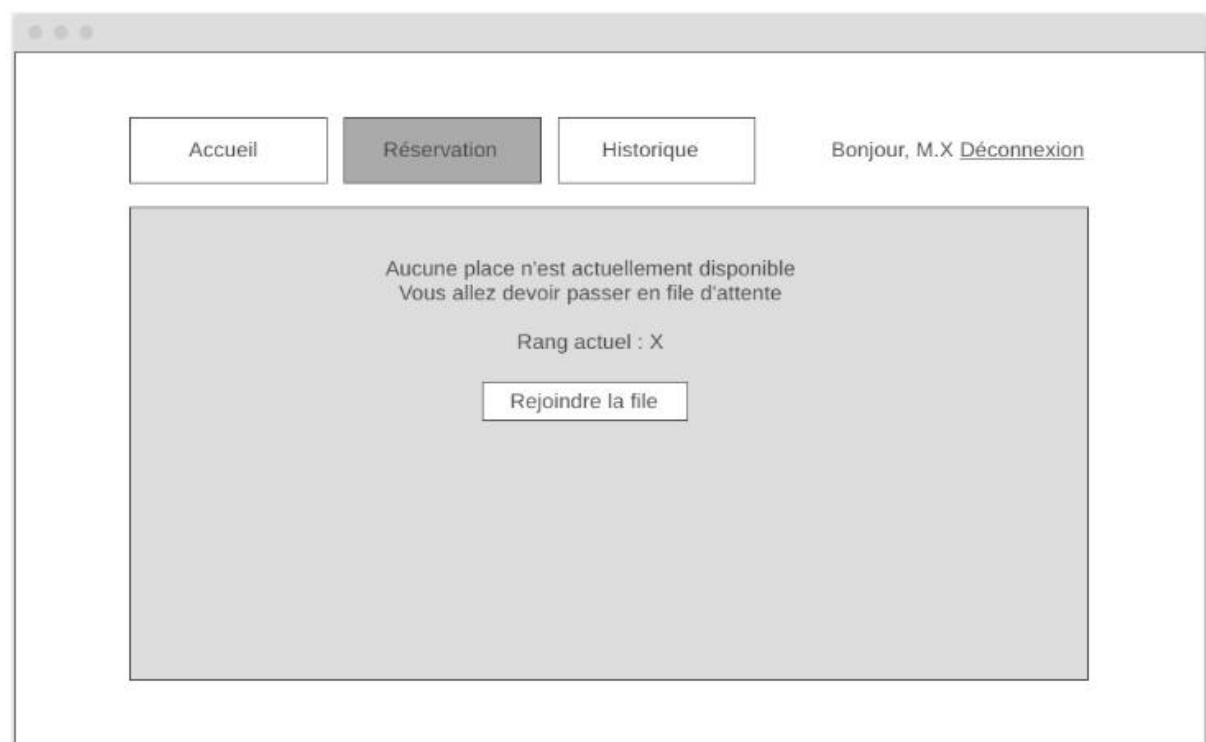 Accueil
Réservation
Historique
Bonjour, M.X Déconnexion
Aucune place n'est actuellement disponible
Vous allez devoir passer en file d'attente
Rang actuel : X
Rejoindre la file